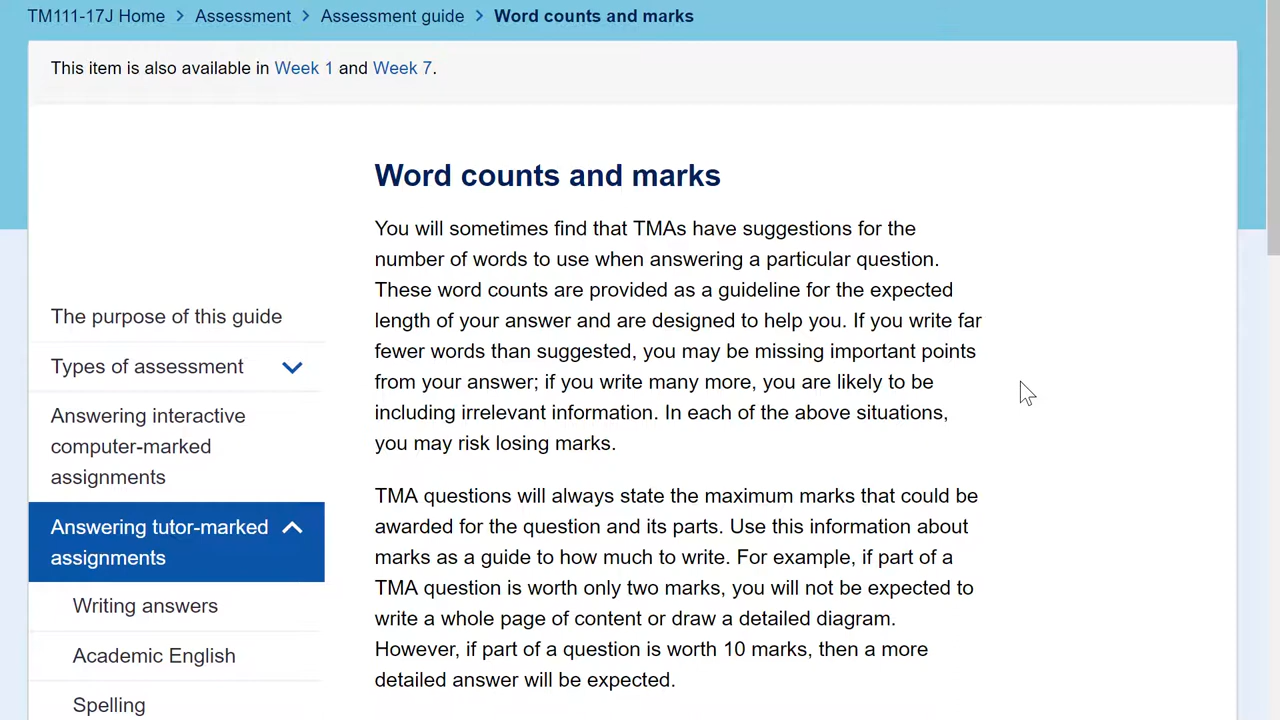 TM111-17J Home > Assessment > Assessment guide > Word counts and marks
This item is also available in Week 1 and Week 7.
Word counts and marks
You will sometimes find that TMAs have suggestions for the
number of words to use when answering a particular question.
These word counts are provided as a guideline for the expected
length of your answer and are designed to help you. If you write far
fewer words than suggested, you may be missing important points
from your answer; if you write many more, you are likely to be
including irrelevant information. In each of the above situations,
you may risk losing marks.
TMA questions will always state the maximum marks that could be
awarded for the question and its parts. Use this information about
marks as a guide to how much to write. For example, if part of a
TMA question is worth only two marks, you will not be expected to
write a whole page of content or draw a detailed diagram.
However, if part of a question is worth 10 marks, then a more
detailed answer will be expected.
The purpose of this guide
Types of assessment
Answering interactive
computer-marked
assignments
Answering tutor-marked
assignments
Writing answers
Academic English
Spelling